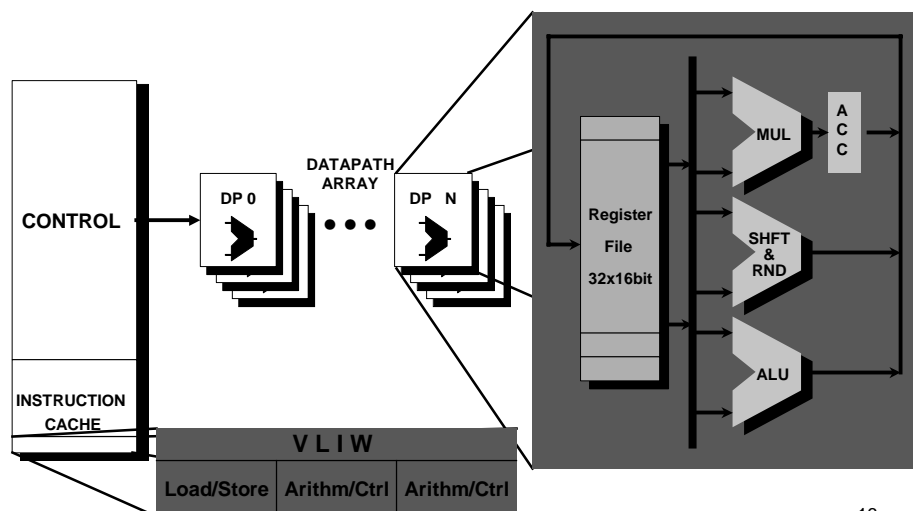 CONTROL
INSTRUCTION
CACHE
DP 0
DATAPATH
ARRAY
DP N
Register
File
32x16bit
MUL
A
C
C
SHFT
&
RND
ALU
VLIW
Load/Store Arithm/Ctrl Arithm/Ctrl